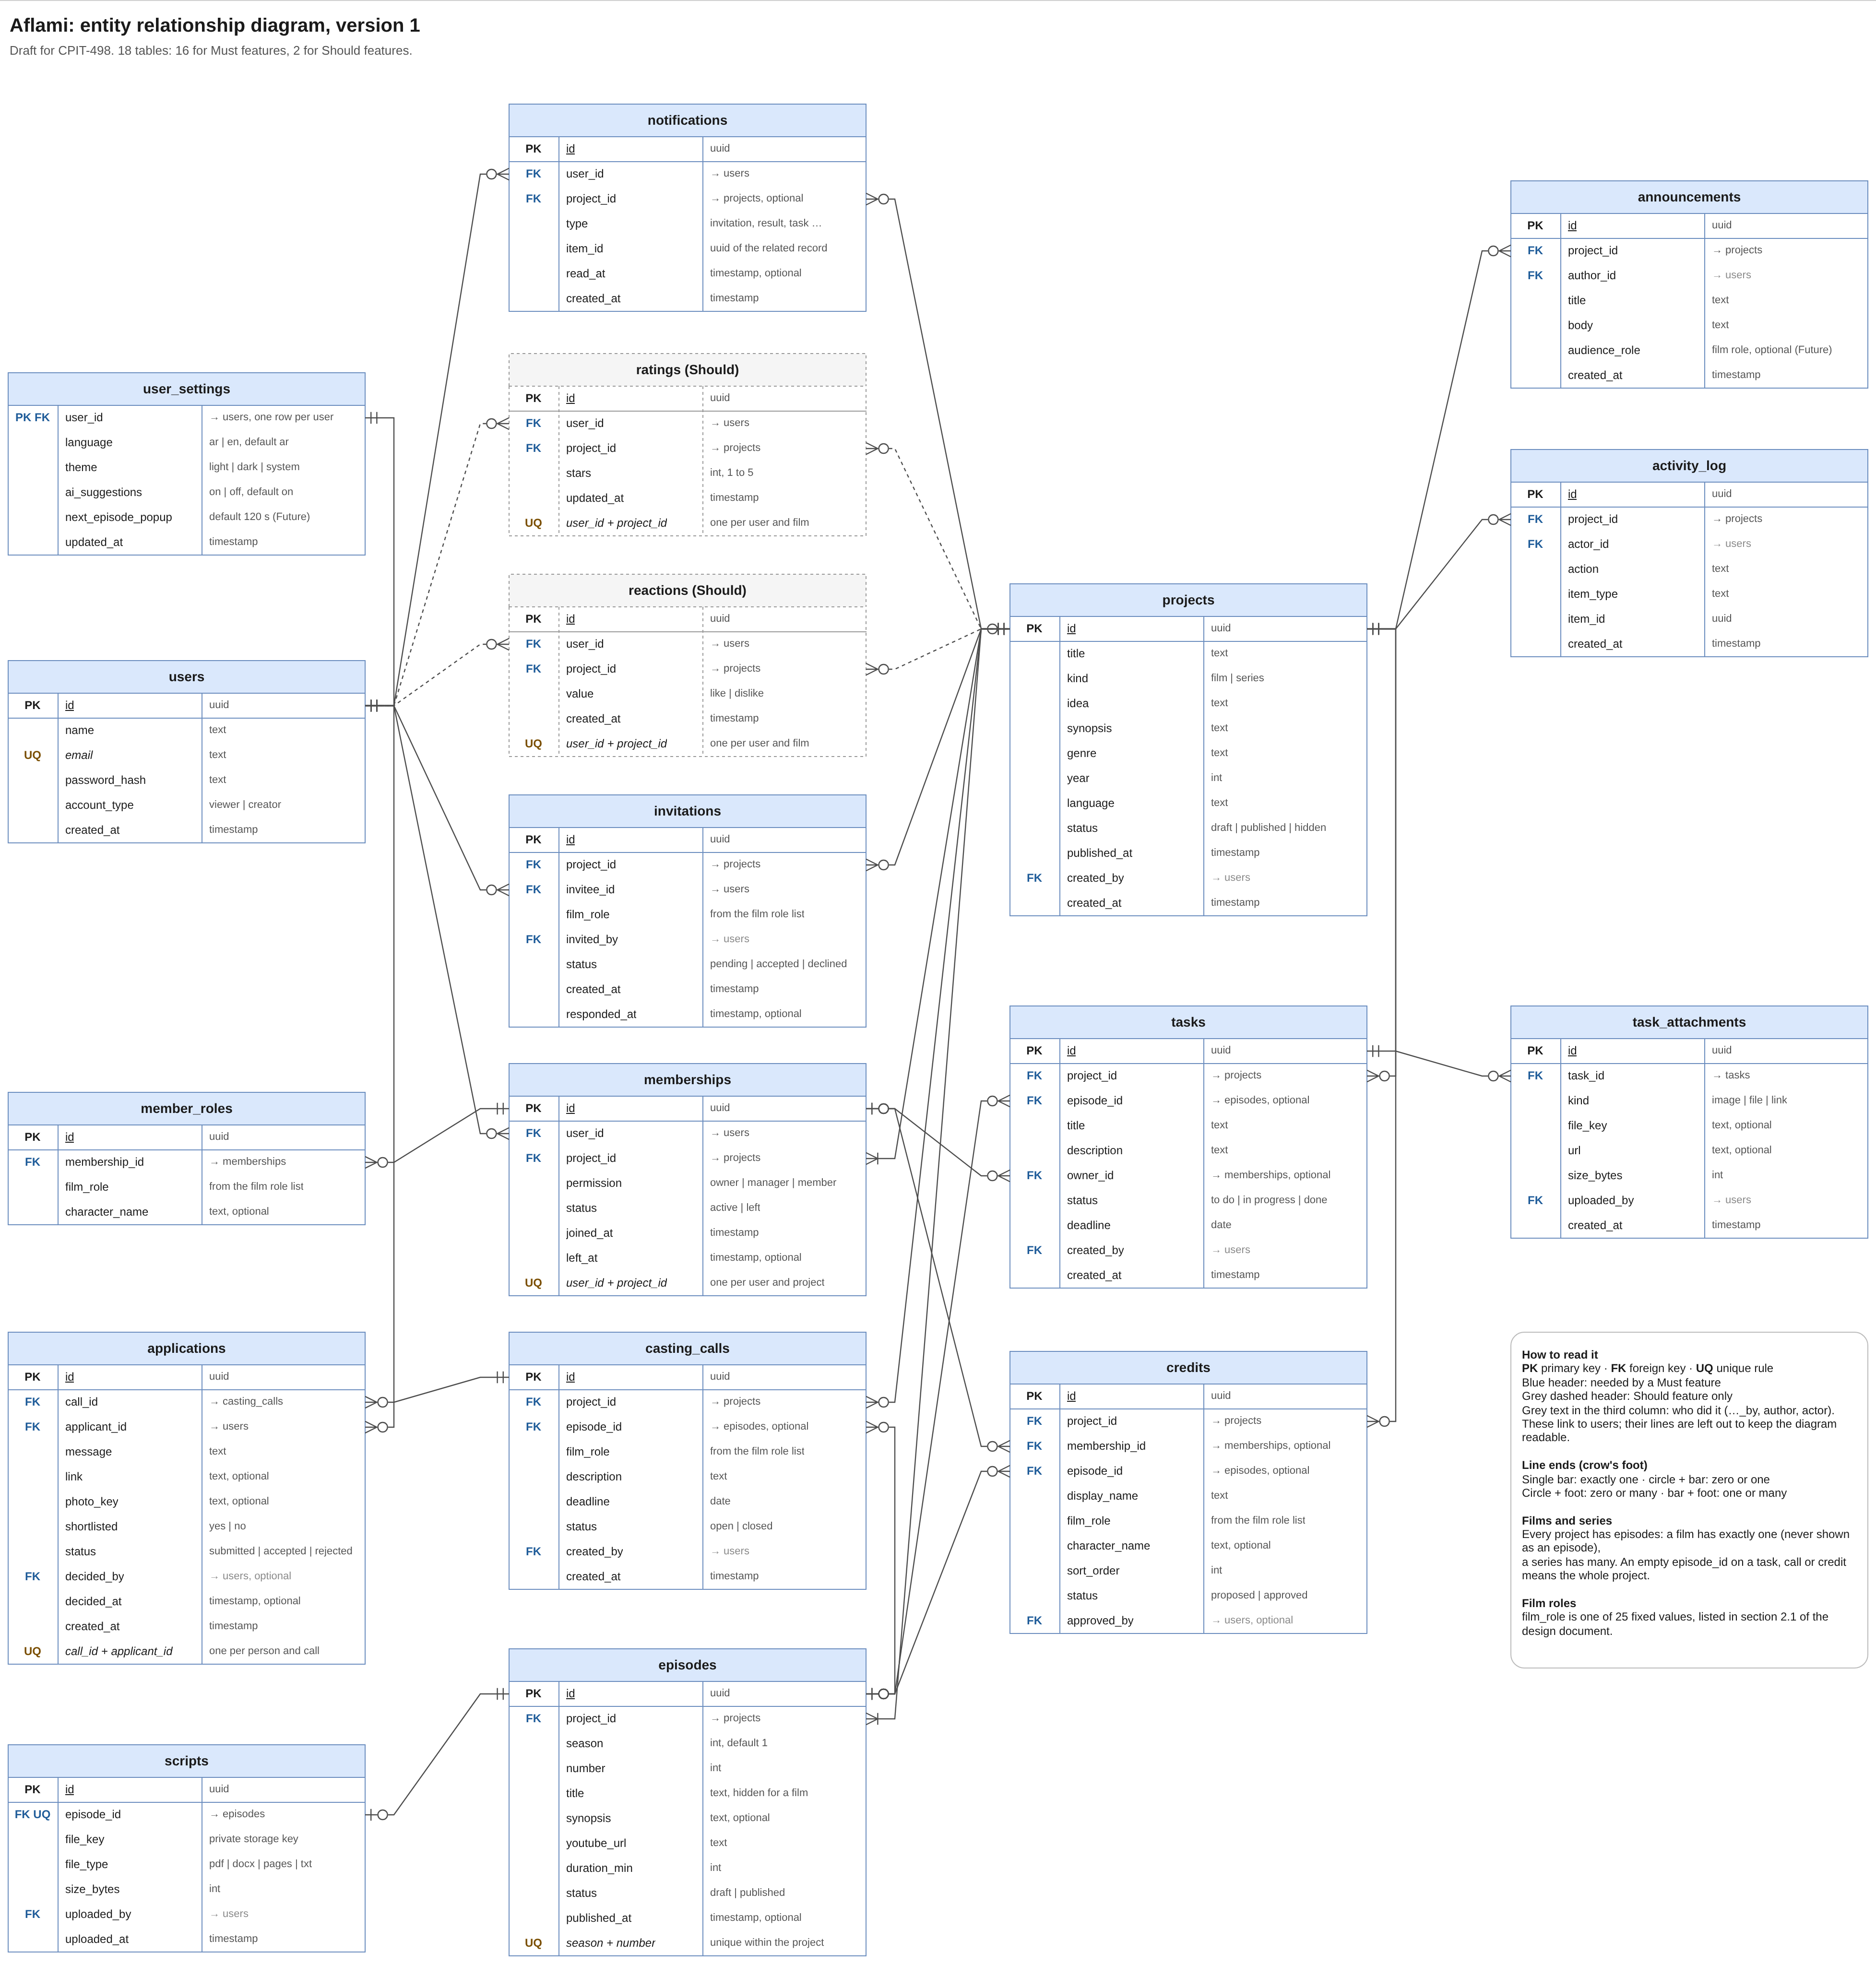 Aflami: entity relationship diagram, version 1
Draft for CPIT-498. 18 tables: 16 for Must features, 2 for Should features.
notifications
PK id uuid
FK user_id → users
FK project_id → projects, optional
type invitation, result, task …
item_id uuid of the related record
read_at timestamp, optional
created_at timestamp
announcements
PK id uuid
FK project_id → projects
FK author_id → users
title text
body text
audience_role film role, optional (Future)
created_at timestamp
ratings (Should)
PK id uuid
FK user_id → users
FK project_id → projects
stars int, 1 to 5
updated_at timestamp
UQ user_id + project_id one per user and film
user_settings
PK FK user_id → users, one row per user
language ar | en, default ar
theme light | dark | system
ai_suggestions on | off, default on
next_episode_popup default 120 s (Future)
updated_at timestamp
activity_log
PK id uuid
FK project_id → projects
FK actor_id → users
action text
item_type text
item_id uuid
created_at timestamp
reactions (Should)
PK id uuid
FK user_id → users
FK project_id → projects
value like | dislike
created_at timestamp
UQ user_id + project_id one per user and film
projects
PK id uuid
title text
kind film | series
idea text
synopsis text
genre text
year int
language text
status draft | published | hidden
published_at timestamp
FK created_by → users
created_at timestamp
users
PK id uuid
name text
UQ email text
password_hash text
account_type viewer | creator
created_at timestamp
invitations
PK id uuid
FK project_id → projects
FK invitee_id → users
film_role from the film role list
FK invited_by → users
status pending | accepted | declined
created_at timestamp
responded_at timestamp, optional
tasks
PK id uuid
FK project_id → projects
FK episode_id → episodes, optional
title text
description text
FK owner_id → memberships, optional
status to do | in progress | done
deadline date
FK created_by → users
created_at timestamp
task_attachments
PK id uuid
FK task_id → tasks
kind image | file | link
file_key text, optional
url text, optional
size_bytes int
FK uploaded_by → users
created_at timestamp
memberships
PK id uuid
FK user_id → users
FK project_id → projects
permission owner | manager | member
status active | left
joined_at timestamp
left_at timestamp, optional
UQ user_id + project_id one per user and project
member_roles
PK id uuid
FK membership_id → memberships
film_role from the film role list
character_name text, optional
applications
PK id uuid
FK call_id → casting_calls
FK applicant_id → users
message text
link text, optional
photo_key text, optional
shortlisted yes | no
status submitted | accepted | rejected
FK decided_by → users, optional
decided_at timestamp, optional
created_at timestamp
UQ call_id + applicant_id one per person and call
casting_calls
PK id uuid
FK project_id → projects
FK episode_id → episodes, optional
film_role from the film role list
description text
deadline date
status open | closed
FK created_by → users
created_at timestamp
credits
PK id uuid
FK project_id → projects
FK membership_id → memberships, optional
FK episode_id → episodes, optional
display_name text
film_role from the film role list
character_name text, optional
sort_order int
status proposed | approved
FK approved_by → users, optional
How to read it
PK primary key · FK foreign key · UQ unique rule
Blue header: needed by a Must feature
Grey dashed header: Should feature only
Grey text in the third column: who did it (…_by, author, actor).
These link to users; their lines are left out to keep the diagram
readable.
Line ends (crow's foot)
Single bar: exactly one · circle + bar: zero or one
Circle + foot: zero or many · bar + foot: one or many
Films and series
Every project has episodes: a film has exactly one (never shown
as an episode),
a series has many. An empty episode_id on a task, call or credit
means the whole project.
Film roles
film_role is one of 25 fixed values, listed in section 2.1 of the
design document.
episodes
PK id uuid
FK project_id → projects
season int, default 1
number int
title text, hidden for a film
synopsis text, optional
youtube_url text
duration_min int
status draft | published
published_at timestamp, optional
UQ season + number unique within the project
scripts
PK id uuid
FK UQ episode_id → episodes
file_key private storage key
file_type pdf | docx | pages | txt
size_bytes int
FK uploaded_by → users
uploaded_at timestamp